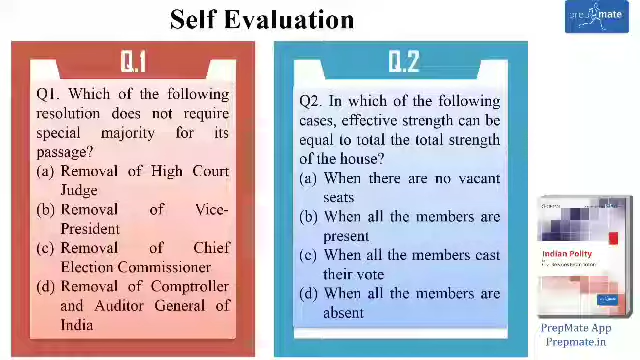 Self Evaluation
prepmate
Q.1
Q1. Which of the following
resolution does not require
special majority for its
passage?
(a) Removal of High Court
Judge
(b) Removal of Vice-
President
(c) Removal of Chief
Election Commissioner
(d) Removal of Comptroller
and Auditor General of
India
Q.2
Q2. In which of the following
cases, effective strength can be
equal to total the total strength
of the house?
(a) When there are no vacant
seats
(b) When all the members are
present
(c) When all the members cast
their vote
(d) When all the members are
absent
Indian Polity
PrepMate App
Prepmate.in